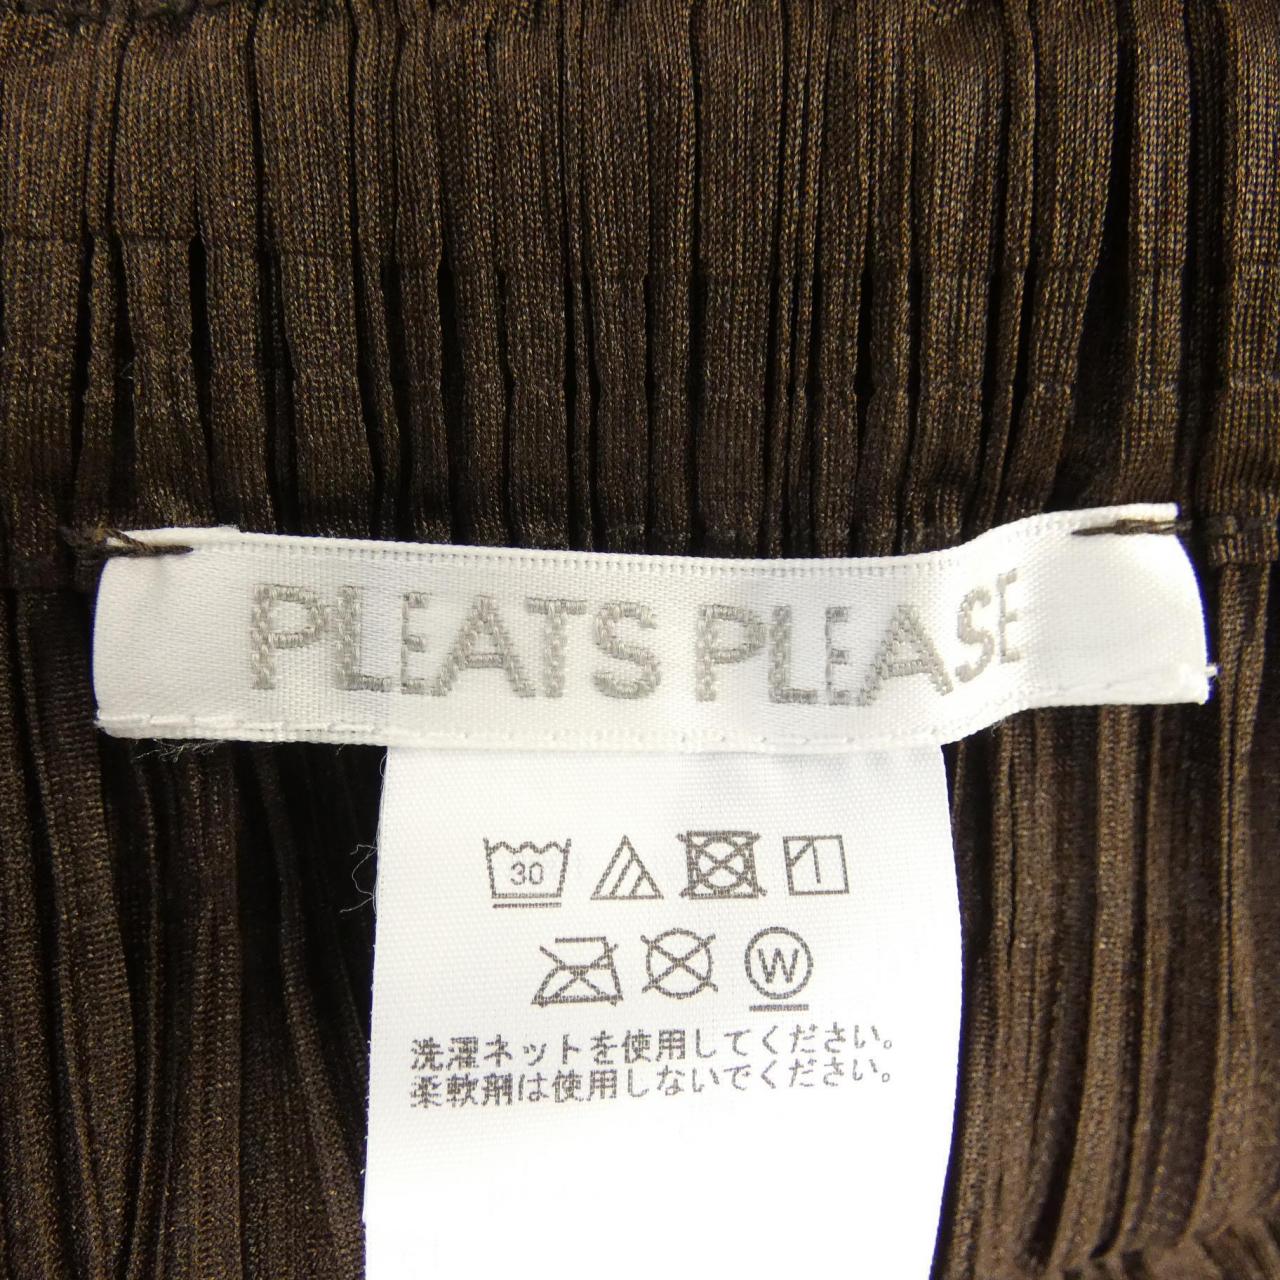 PLEATS PLEASE
30
W
洗濯ネットを使用してください。
柔軟剤は使用しないでください。